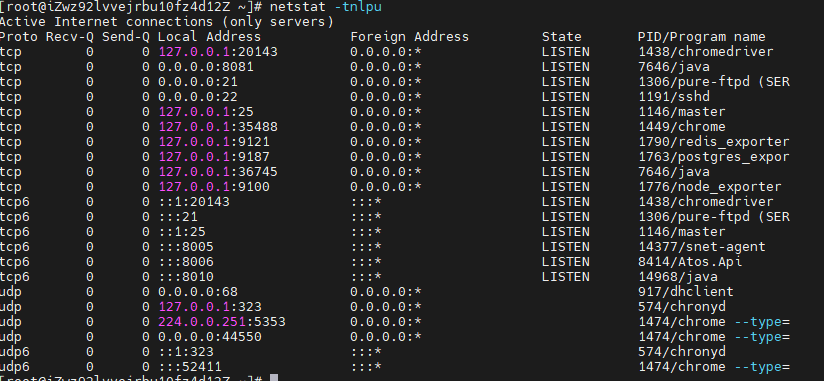 [root@iZwz92lvvejrbu10fz4d12Z ~]# netstat -tnlpu
Active Internet connections (only servers)
Proto Recv-Q Send-Q Local Address           Foreign Address         State       PID/Program name
tcp        0      0 127.0.0.1:20143         0.0.0.0:*               LISTEN      1438/chromedriver
tcp        0      0 0.0.0.0:8081            0.0.0.0:*               LISTEN      7646/java
tcp        0      0 0.0.0.0:21              0.0.0.0:*               LISTEN      1306/pure-ftpd (SER
tcp        0      0 0.0.0.0:22              0.0.0.0:*               LISTEN      1191/sshd
tcp        0      0 127.0.0.1:25            0.0.0.0:*               LISTEN      1146/master
tcp        0      0 127.0.0.1:35488         0.0.0.0:*               LISTEN      1449/chrome
tcp        0      0 127.0.0.1:9121          0.0.0.0:*               LISTEN      1790/redis_exporter
tcp        0      0 127.0.0.1:9187          0.0.0.0:*               LISTEN      1763/postgres_expor
tcp        0      0 127.0.0.1:36745         0.0.0.0:*               LISTEN      7646/java
tcp        0      0 127.0.0.1:9100          0.0.0.0:*               LISTEN      1776/node_exporter
tcp6       0      0 ::1:20143               :::*                    LISTEN      1438/chromedriver
tcp6       0      0 :::21                   :::*                    LISTEN      1306/pure-ftpd (SER
tcp6       0      0 ::1:25                  :::*                    LISTEN      1146/master
tcp6       0      0 :::8005                 :::*                    LISTEN      14377/snet-agent
tcp6       0      0 :::8006                 :::*                    LISTEN      8414/Atos.Api
tcp6       0      0 :::8010                 :::*                    LISTEN      14968/java
udp        0      0 0.0.0.0:68              0.0.0.0:*                           917/dhclient
udp        0      0 127.0.0.1:323           0.0.0.0:*                           574/chronyd
udp        0      0 224.0.0.251:5353        0.0.0.0:*                           1474/chrome --type=
udp        0      0 0.0.0.0:44550           0.0.0.0:*                           1474/chrome --type=
udp6       0      0 ::1:323                 :::*                                574/chronyd
udp6       0      0 :::52411                :::*                                1474/chrome --type=
[root@iZwz92lvvejrbu10fz4d12Z ~]#